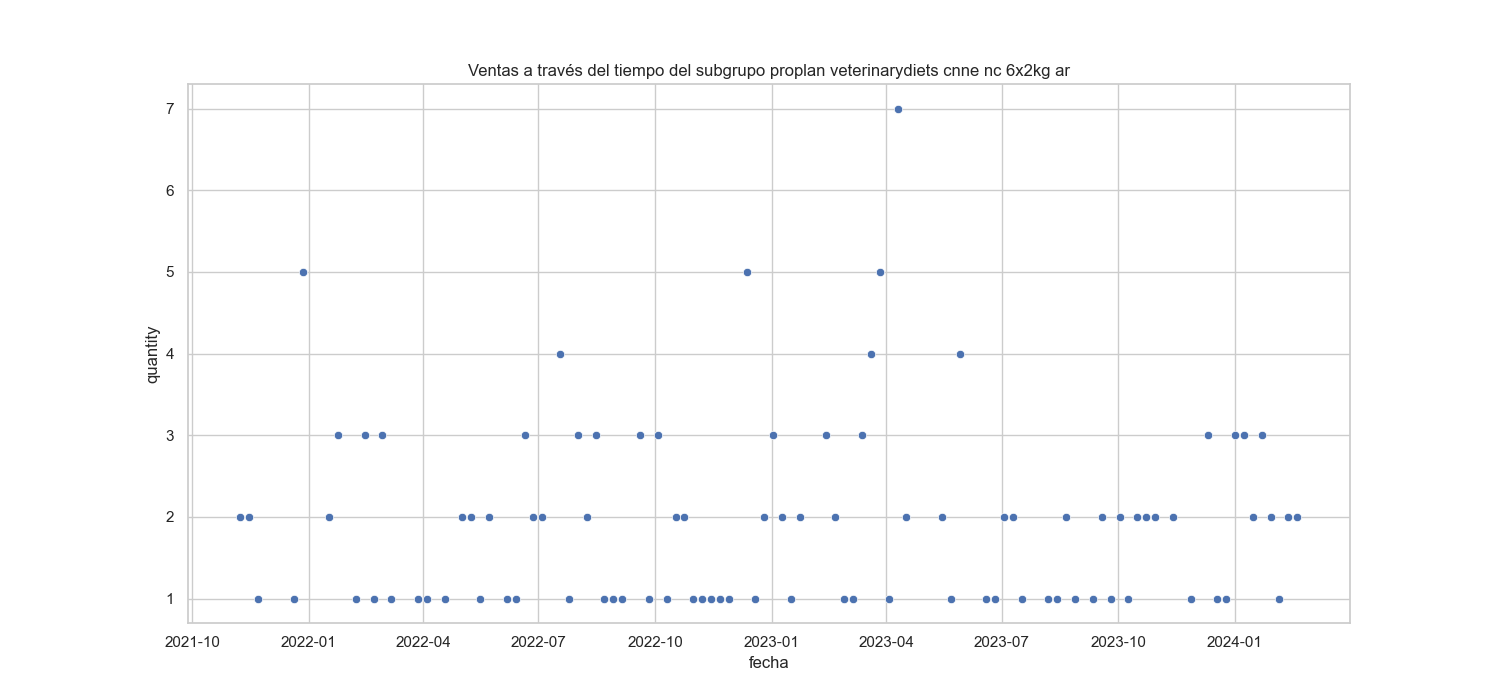 Ventas a través del tiempo del subgrupo proplan veterinarydiets cnne nc 6x2kg ar
7
6
5
4
3
2
1
quantity
2021-10 2022-01 2022-04 2022-07 2022-10 2023-01 2023-04 2023-07 2023-10 2024-01
fecha